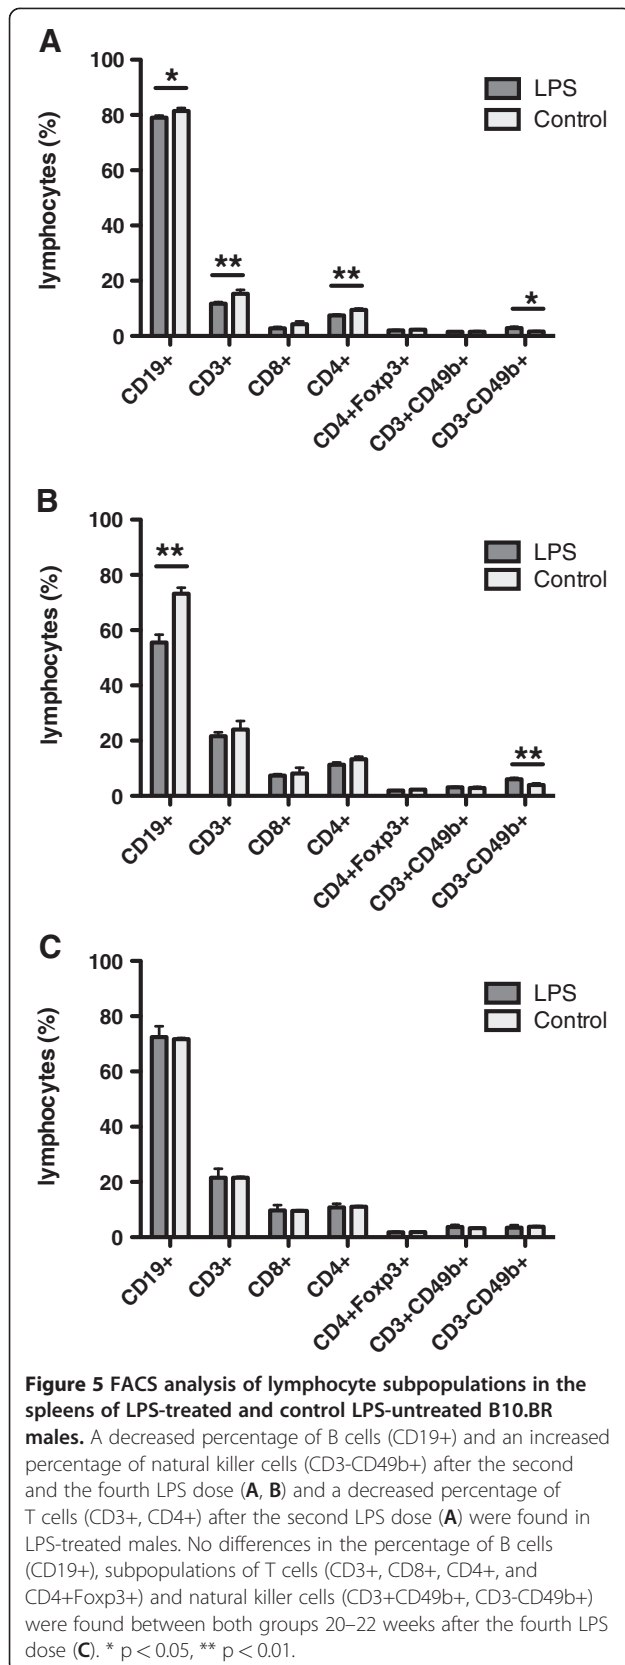 A
100
80
60
40
20
0
lymphocytes (%)
*
**
**
*
LPS
Control
CD19+
CD3+
CD8+
CD4+
CD4+Foxp3+
CD3+CD49b+
CD3-CD49b+
B
100
80
60
40
20
0
lymphocytes (%)
**
**
LPS
Control
CD19+
CD3+
CD8+
CD4+
CD4+Foxp3+
CD3+CD49b+
CD3-CD49b+
C
100
80
60
40
20
0
lymphocytes (%)
LPS
Control
CD19+
CD3+
CD8+
CD4+
CD4+Foxp3+
CD3+CD49b+
CD3-CD49b+
Figure 5 FACS analysis of lymphocyte subpopulations in the
spleens of LPS-treated and control LPS-untreated B10.BR
males. A decreased percentage of B cells (CD19+) and an increased
percentage of natural killer cells (CD3-CD49b+) after the second
and the fourth LPS dose (A, B) and a decreased percentage of
T cells (CD3+, CD4+) after the second LPS dose (A) were found in
LPS-treated males. No differences in the percentage of B cells
(CD19+), subpopulations of T cells (CD3+, CD8+, CD4+, and
CD4+Foxp3+) and natural killer cells (CD3+CD49b+, CD3-CD49b+)
were found between both groups 20–22 weeks after the fourth LPS
dose (C). * p < 0.05, ** p < 0.01.